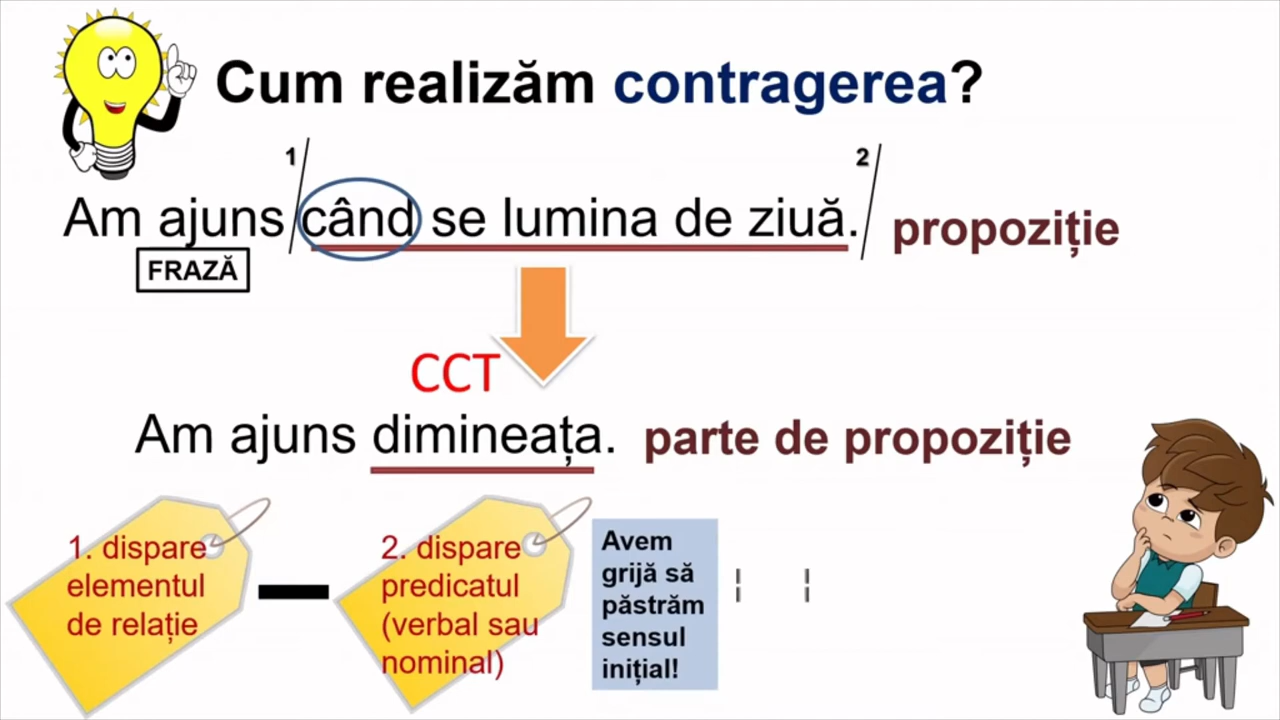 Cum realizăm contragerea?
1 2
Am ajuns când se lumina de ziuă. propoziție
FRAZĂ
CCT
Am ajuns dimineața. parte de propoziție
1. dispare
elementul
de relație
2. dispare
predicatul
(verbal sau
nominal)
Avem
grijă să
păstrăm
sensul
inițial!